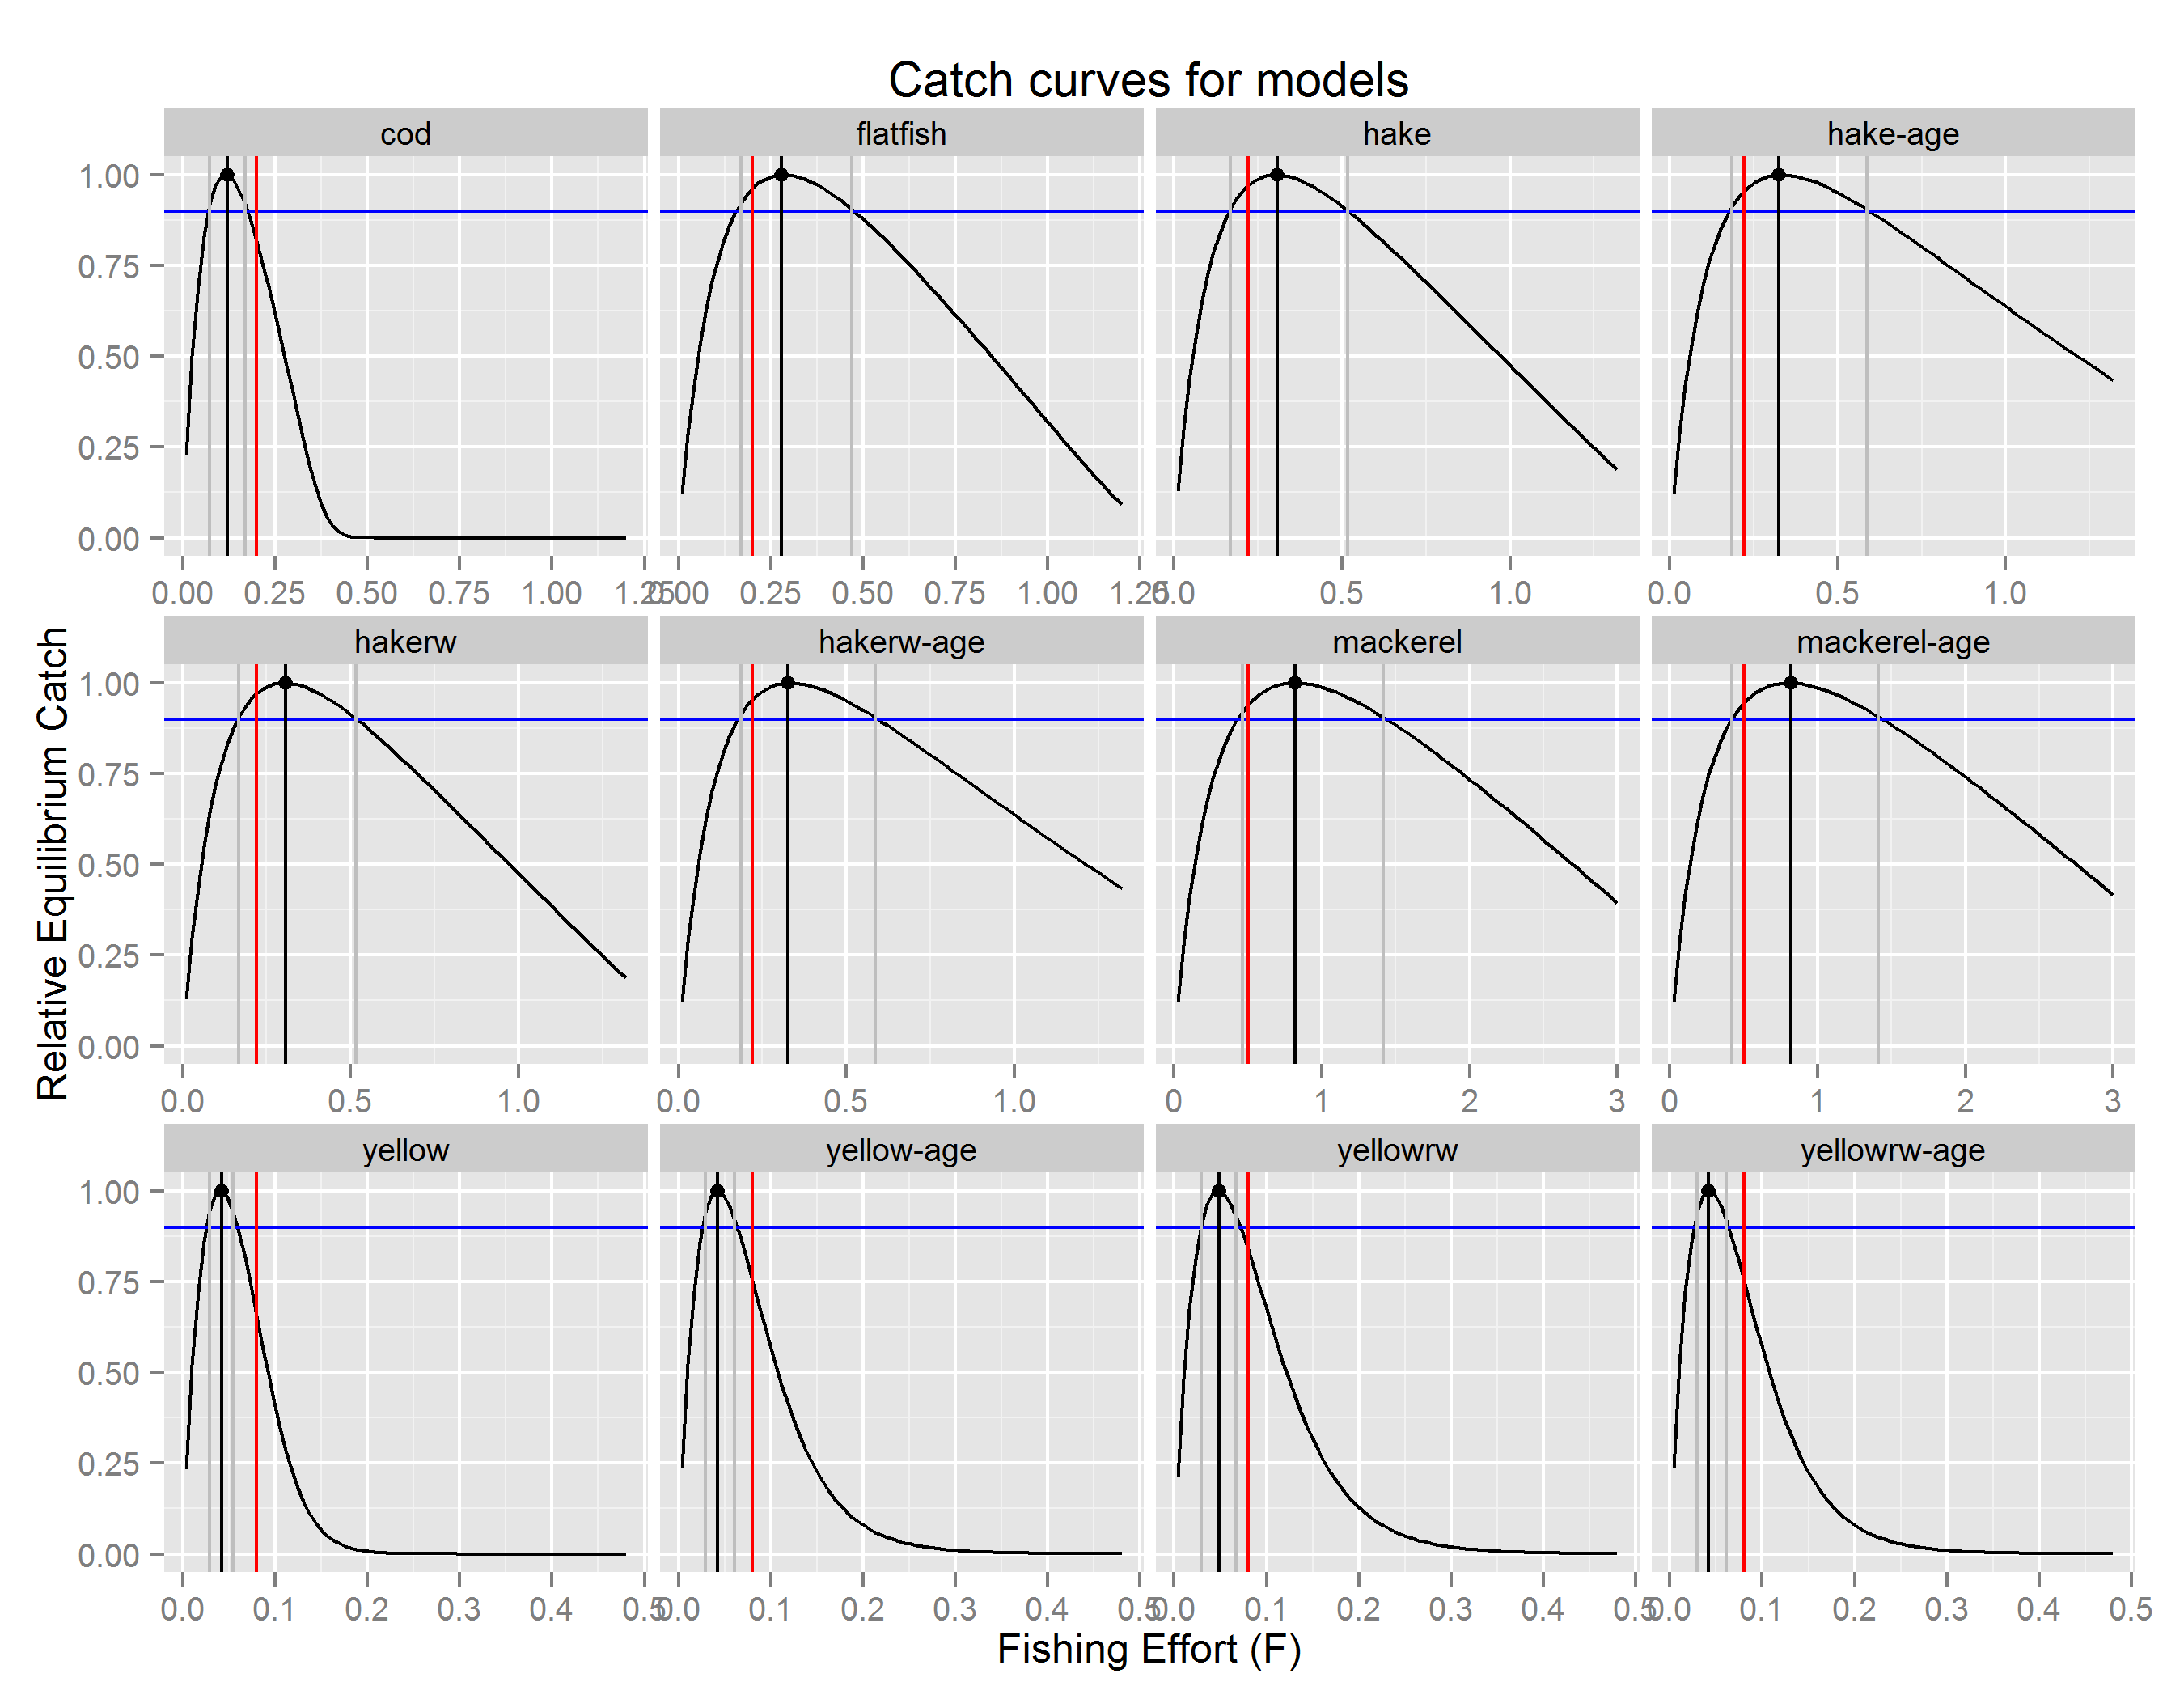 Catch curves for models
cod flatfish hake hake-age
1.00
0.75
0.50
0.25
0.00
0.00 0.25 0.50 0.75 1.00 1.25 0.00 0.25 0.50 0.75 1.00 1.25 0.0 0.5 1.0 0.0 0.5 1.0
hakerw hakerw-age mackerel mackerel-age
Relative Equilibrium Catch
1.00
0.75
0.50
0.25
0.00
0.0 0.5 1.0 0.0 0.5 1.0 0 1 2 3 0 1 2 3
yellow yellow-age yellowrw yellowrw-age
1.00
0.75
0.50
0.25
0.00
0.0 0.1 0.2 0.3 0.4 0.5 0.0 0.1 0.2 0.3 0.4 0.5 0.0 0.1 0.2 0.3 0.4 0.5 0.0 0.1 0.2 0.3 0.4 0.5
Fishing Effort (F)